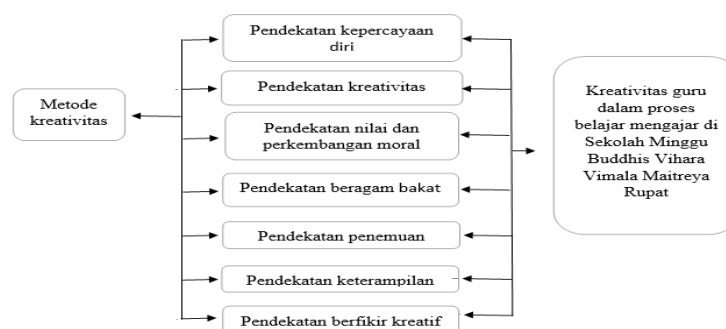 Metode
kreativitas
Pendekatan kepercayaan
diri
Pendekatan kreativitas
Pendekatan nilai dan
perkembangan moral
Pendekatan beragam bakat
Pendekatan penemuan
Pendekatan keterampilan
Pendekatan berfikir kreatif
Kreativitas guru
dalam proses
belajar mengajar di
Sekolah Minggu
Buddhis Vihara
Vimala Maitreya
Rupat